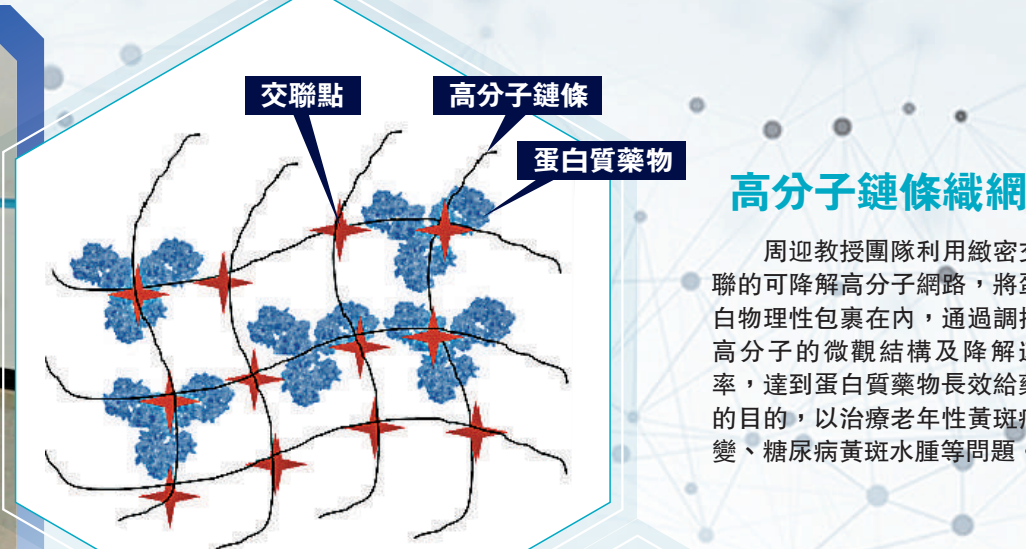 交聯點
高分子鏈條
蛋白質藥物
高分子鏈條織網
周迎教授團隊利用緻密交
聯的可降解高分子網路，將蛋
白物理性包裹在內，通過調控
高分子的微觀結構及降解速
率，達到蛋白質藥物長效給藥
的目的，以治療老年性黃斑病
變、糖尿病黃斑水腫等問題。